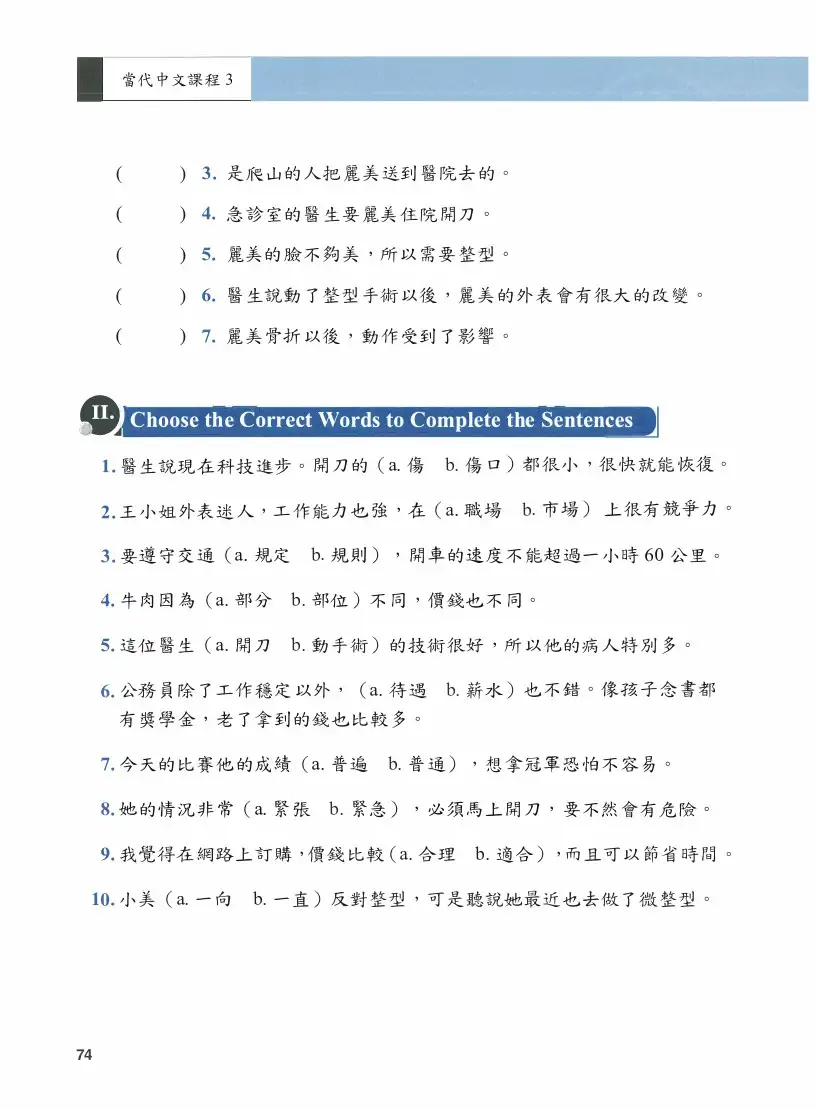 當代中文課程 3
(    ) 3. 是爬山的人把麗美送到醫院去的。
(    ) 4. 急診室的醫生要麗美住院開刀。
(    ) 5. 麗美的臉不夠美，所以需要整型。
(    ) 6. 醫生說動了整型手術以後，麗美的外表會有很大的改變。
(    ) 7. 麗美骨折以後，動作受到了影響。
II. Choose the Correct Words to Complete the Sentences
1. 醫生說現在科技進步。開刀的（a. 傷 b. 傷口）都很小，很快就能恢復。
2. 王小姐外表迷人，工作能力也強，在（a. 職場 b. 市場） 上很有競爭力。
3. 要遵守交通（a. 規定 b. 規則），開車的速度不能超過一小時 60 公里。
4. 牛肉因為（a. 部分 b. 部位）不同，價錢也不同。
5. 這位醫生（a. 開刀 b. 動手術）的技術很好，所以他的病人特別多。
6. 公務員除了工作穩定以外，（a. 待遇 b. 薪水）也不錯。像孩子念書都
有獎學金，老了拿到的錢也比較多。
7. 今天的比賽他的成績（a. 普遍 b. 普通），想拿冠軍恐怕不容易。
8. 她的情況非常（a. 緊張 b. 緊急），必須馬上開刀，要不然會有危險。
9. 我覺得在網路上訂購，價錢比較（a. 合理 b. 適合），而且可以節省時間。
10. 小美（a. 一向 b. 一直）反對整型，可是聽說她最近也去做了微整型。
74